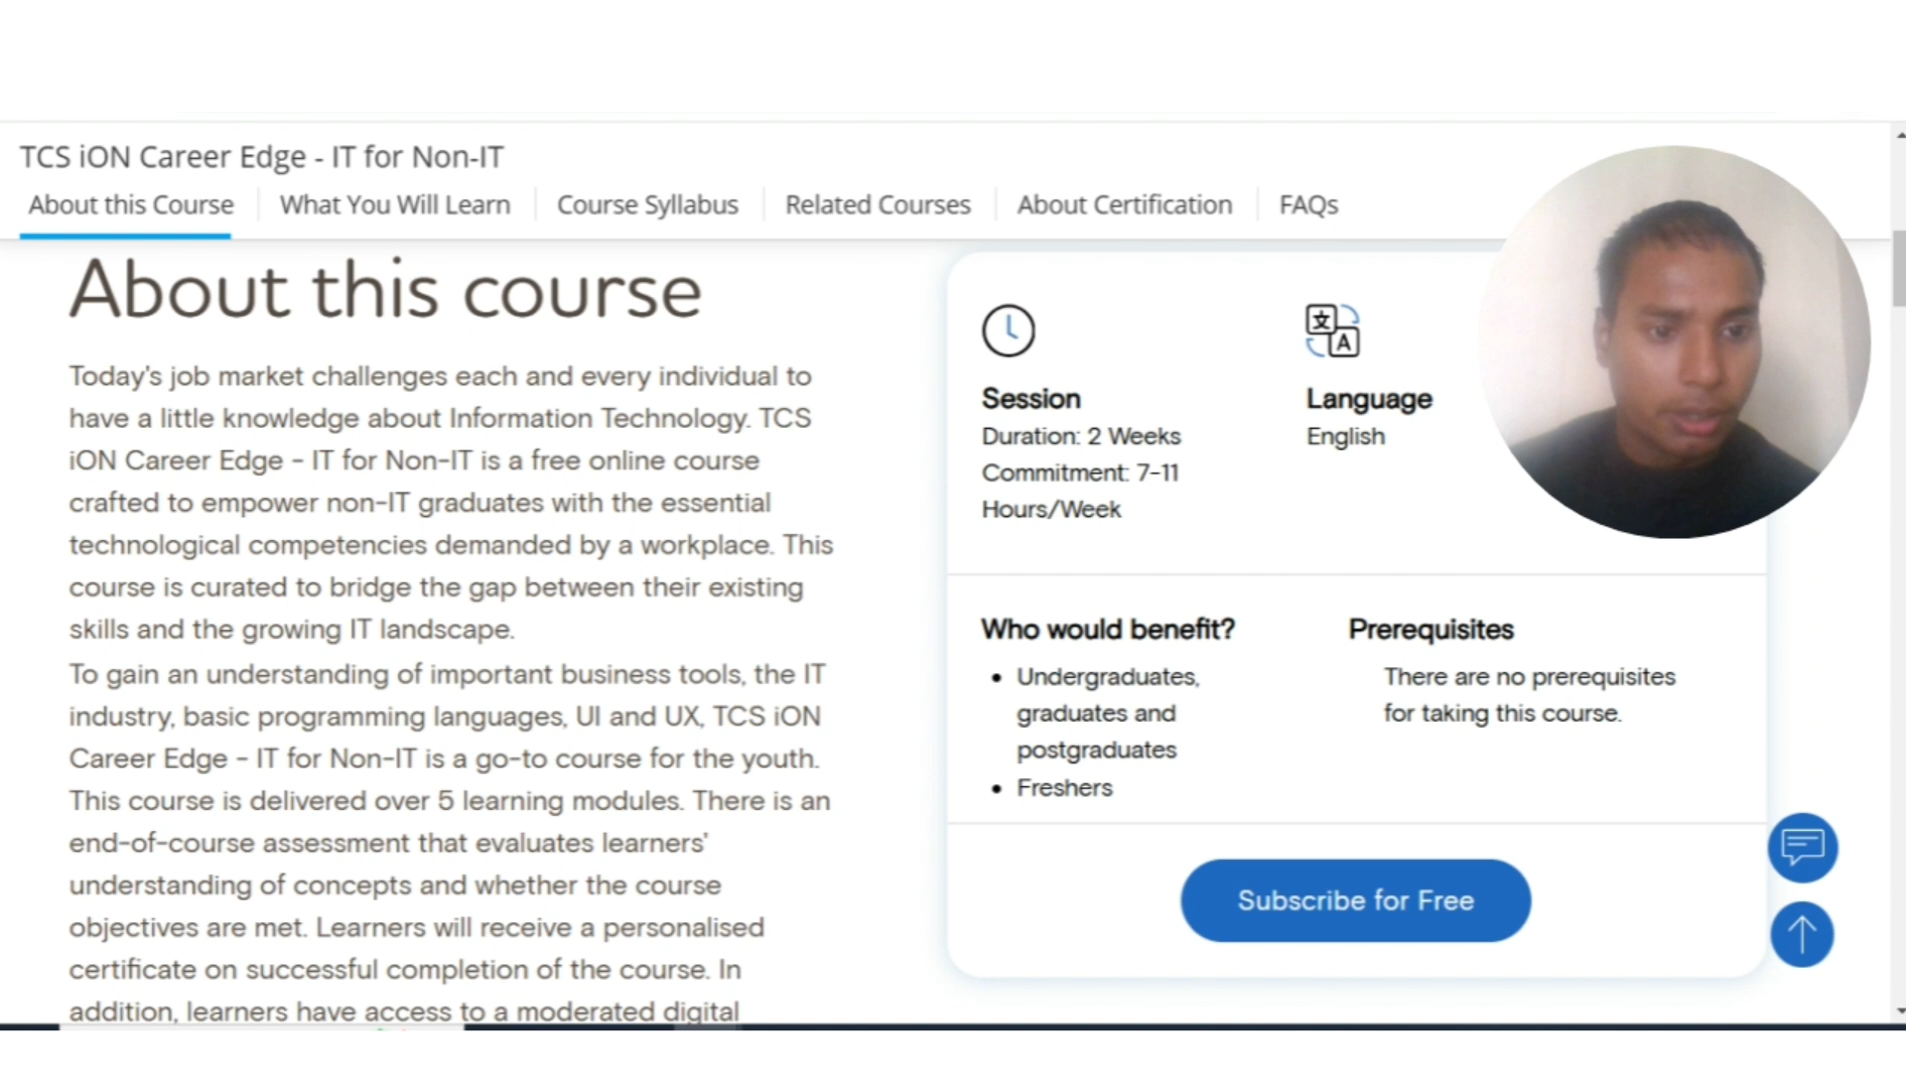 TCS iON Career Edge - IT for Non-IT
About this Course
What You Will Learn
Course Syllabus
Related Courses
About Certification
FAQs
About this course
Today's job market challenges each and every individual to
have a little knowledge about Information Technology. TCS
iON Career Edge – IT for Non-IT is a free online course
crafted to empower non-IT graduates with the essential
technological competencies demanded by a workplace. This
course is curated to bridge the gap between their existing
skills and the growing IT landscape.
To gain an understanding of important business tools, the IT
industry, basic programming languages, UI and UX, TCS iON
Career Edge – IT for Non-IT is a go-to course for the youth.
This course is delivered over 5 learning modules. There is an
end-of-course assessment that evaluates learners'
understanding of concepts and whether the course
objectives are met. Learners will receive a personalised
certificate on successful completion of the course. In
addition, learners have access to a moderated digital
文
A
Session
Duration: 2 Weeks
Commitment: 7-11
Hours/Week
Language
English
Who would benefit?
Undergraduates,
graduates and
postgraduates
Freshers
Prerequisites
There are no prerequisites
for taking this course.
Subscribe for Free